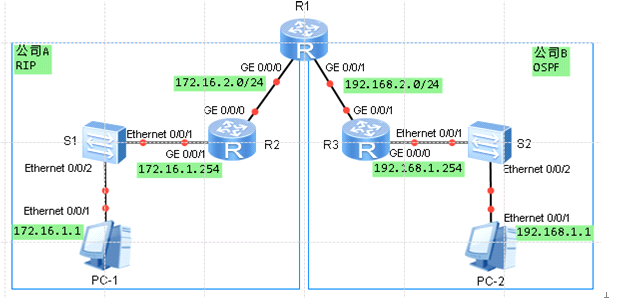 R1
公司A
RIP
公司B
OSPF
GE 0/0/0
GE 0/0/1
172.16.2.0/24
192.168.2.0/24
GE 0/0/0
GE 0/0/1
S1
Ethernet 0/0/1
R2
R3
Ethernet 0/0/1
S2
GE 0/0/1
GE 0/0/0
Ethernet 0/0/2
172.16.1.254
192.168.1.254
Ethernet 0/0/2
Ethernet 0/0/1
Ethernet 0/0/1
172.16.1.1
192.168.1.1
PC-1
PC-2